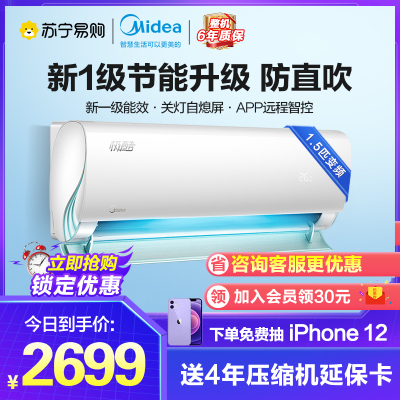 苏宁易购 Midea
智慧生活可以更美的
整机
6年质保
新1级节能升级 防直吹
新一级能效·关灯自熄屏·APP远程智控
1.5匹变频
酷
Midea
立即抢购
锁定优惠
省 咨询客服更优惠
领 加入会员领30元
今日到手价:
¥2699
下单免费抽 iPhone 12
送4年压缩机延保卡